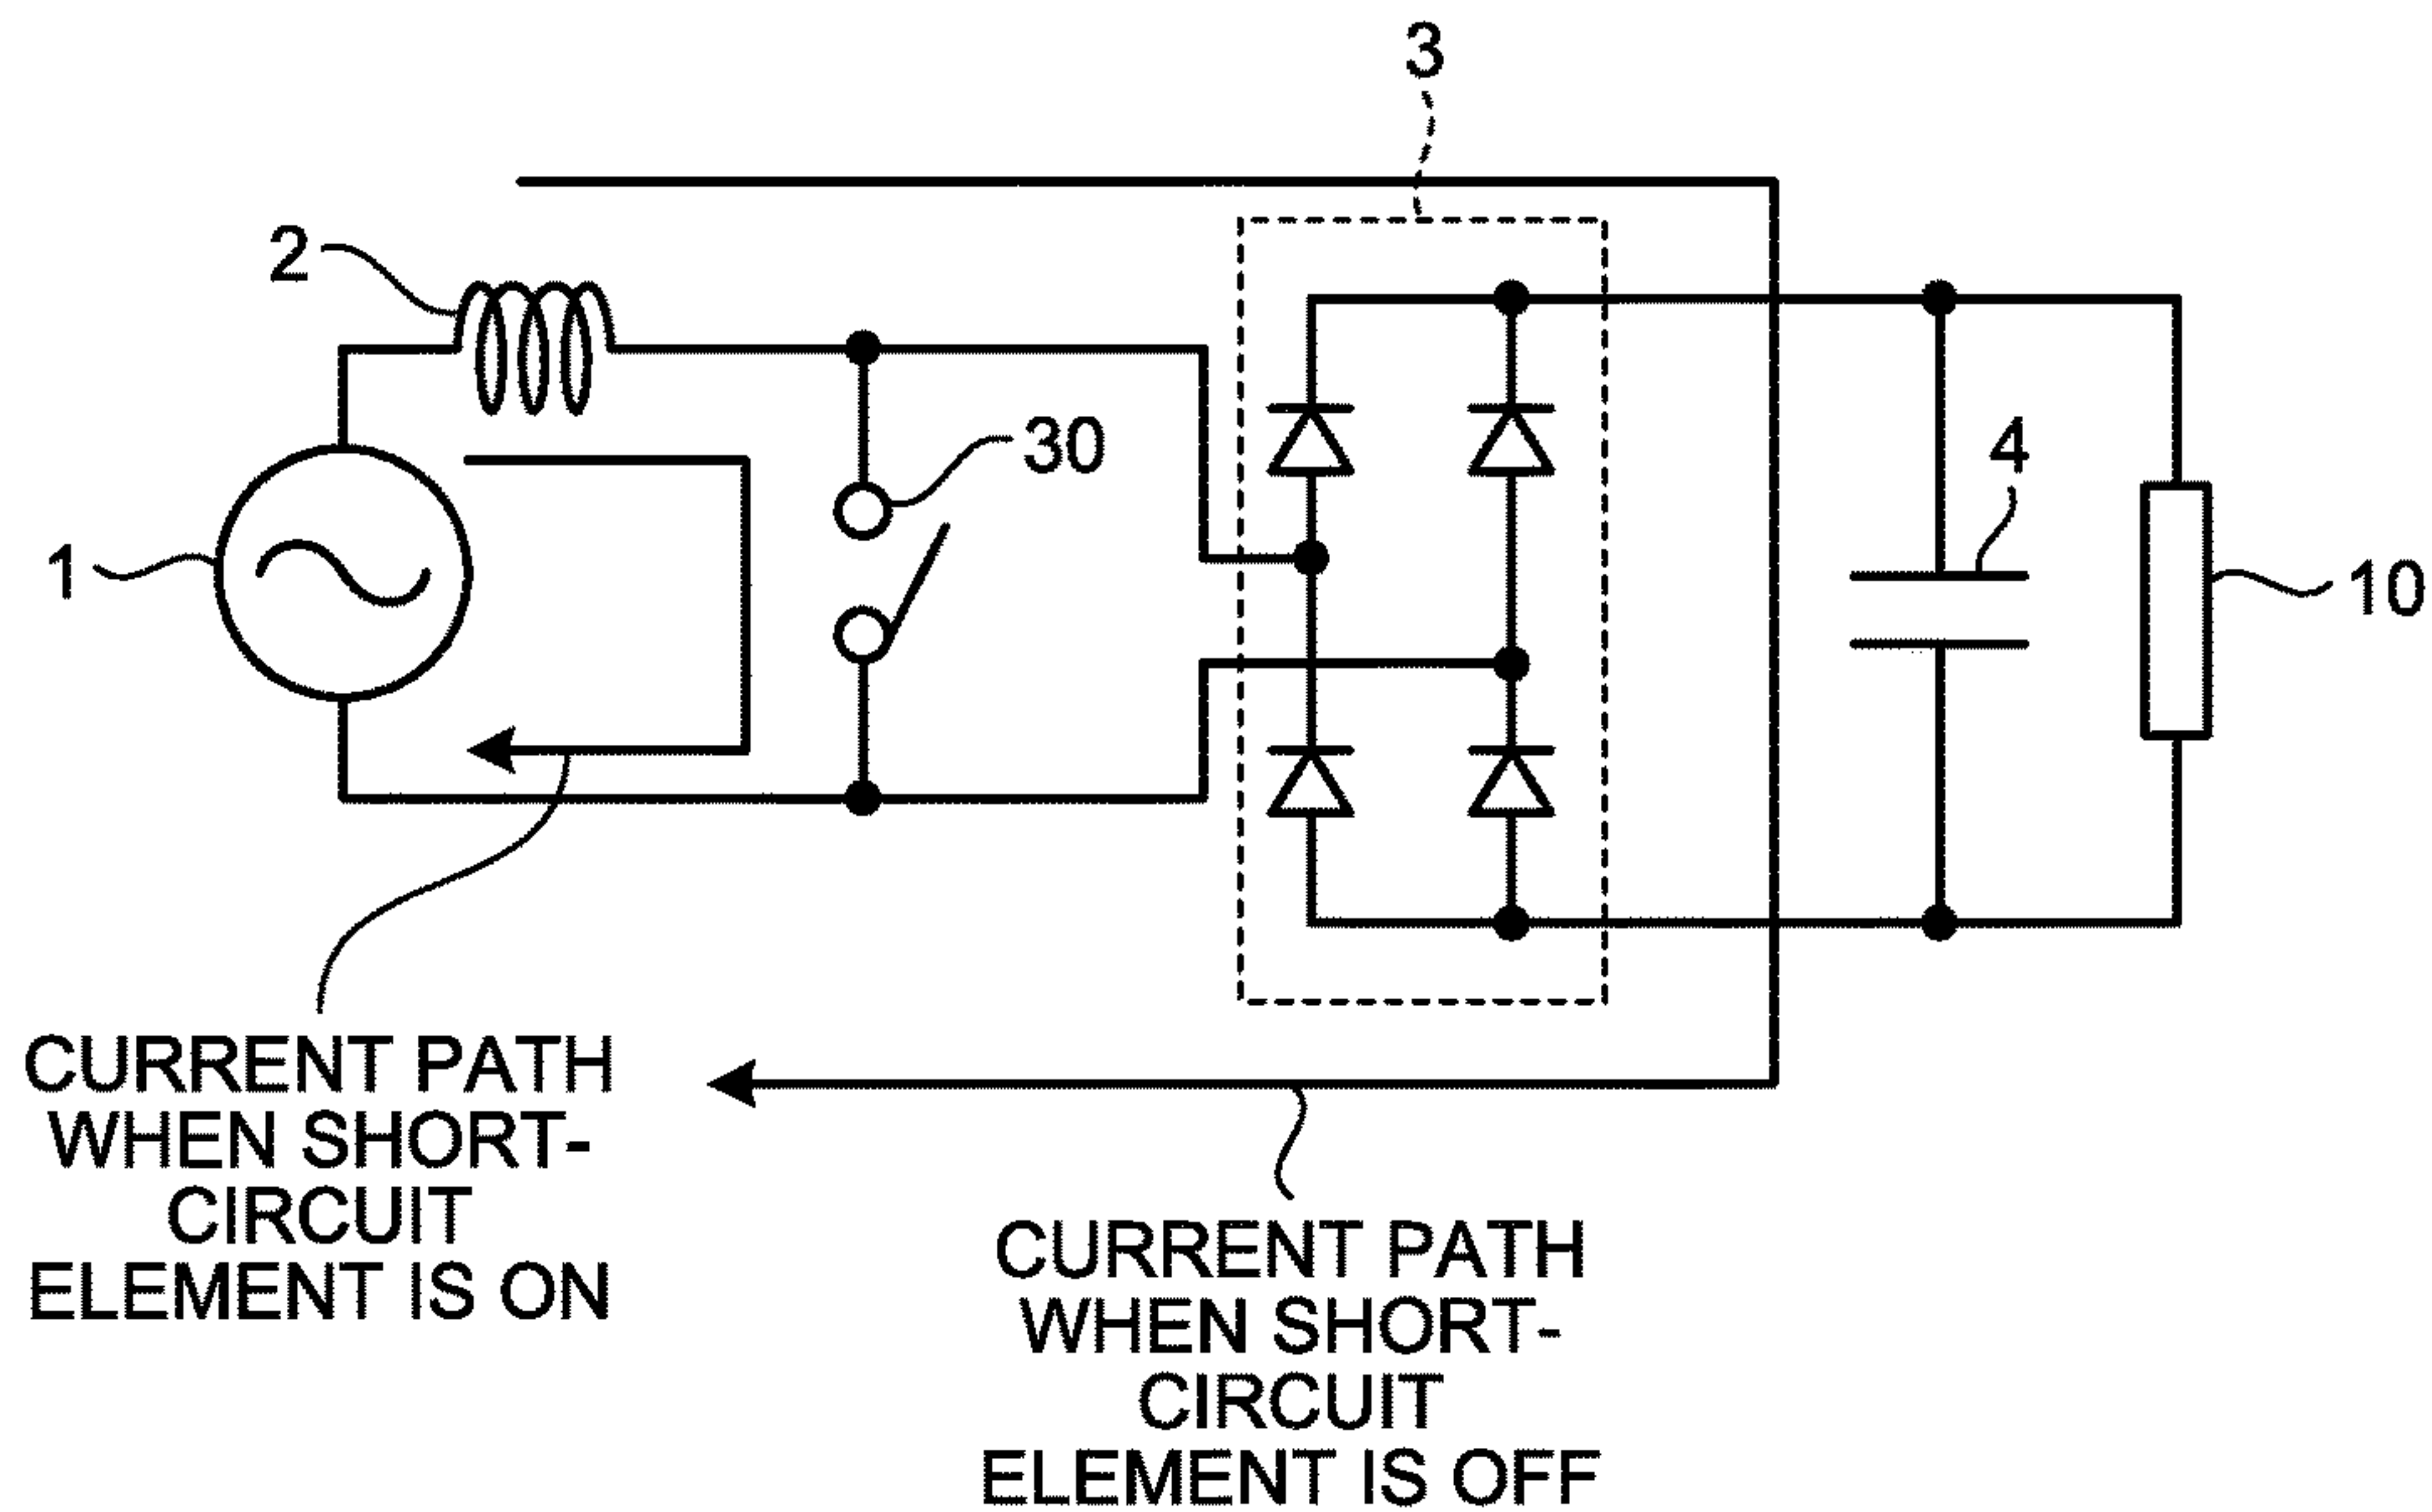 3
2
30
4
1
10
CURRENT PATH
WHEN SHORT-
CIRCUIT
ELEMENT IS ON
CURRENT PATH
WHEN SHORT-
CIRCUIT
ELEMENT IS OFF